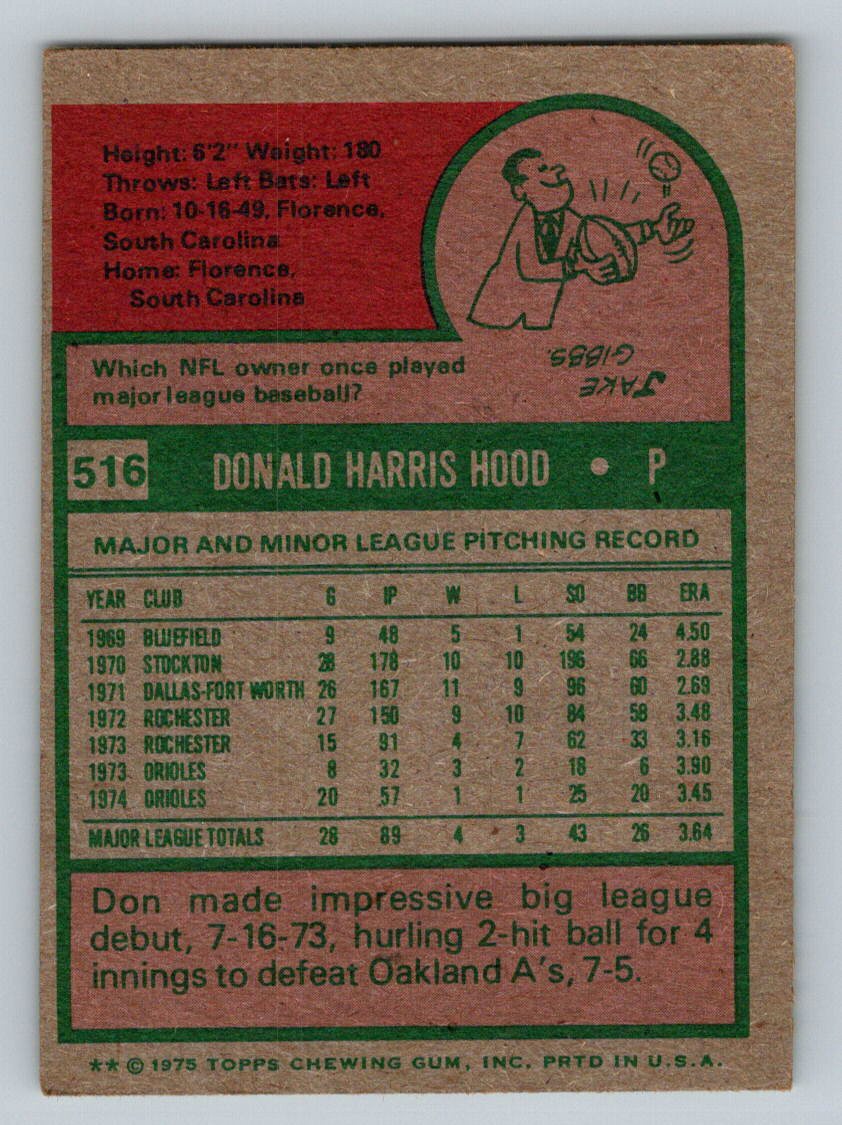 Height: 6'2" Weight: 180
Throws: Left Bats: Left
Born: 10-16-49, Florence,
South Carolina
Home: Florence,
South Carolina
Which NFL owner once played
major league baseball?
JAKE
GIBBS.
516 DONALD HARRIS HOOD • P
MAJOR AND MINOR LEAGUE PITCHING RECORD
YEAR CLUB G IP W L SO BB ERA
1969 BLUEFIELD 9 48 5 1 54 24 4.50
1970 STOCKTON 28 178 10 10 196 66 2.88
1971 DALLAS-FORT WORTH 26 167 11 9 96 60 2.69
1972 ROCHESTER 27 150 9 10 84 58 3.48
1973 ROCHESTER 15 91 4 7 62 33 3.16
1973 ORIOLES 8 32 3 2 18 6 3.90
1974 ORIOLES 20 57 1 1 25 20 3.45
MAJOR LEAGUE TOTALS 28 89 4 3 43 26 3.64
Don made impressive big league
debut, 7-16-73, hurling 2-hit ball for 4
innings to defeat Oakland A's, 7-5.
** © 1975 TOPPS CHEWING GUM, INC. PRTD IN U.S.A.